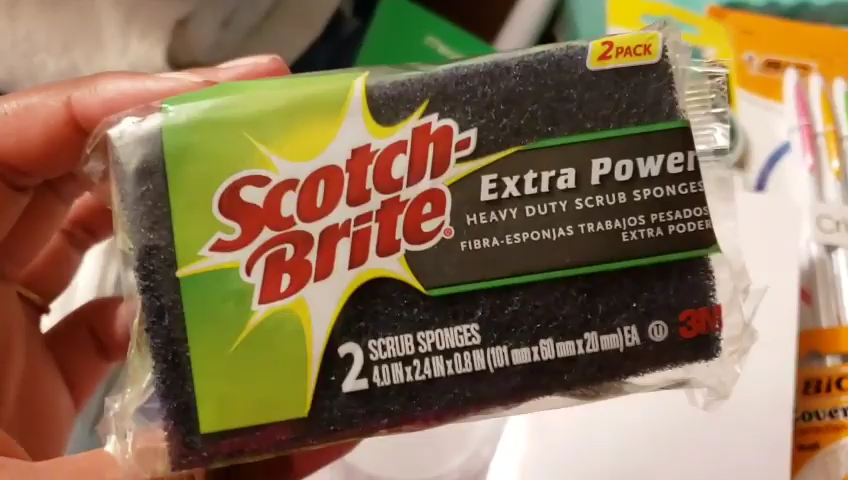 2 PACK
Scotch-
Brite®
Extra Power
HEAVY DUTY SCRUB SPONGES
FIBRA-ESPONJAS TRABAJOS PESADOS
EXTRA PODER
2 SCRUB SPONGES
4.0 IN x 2.4 IN x 0.8 IN (101 mm x 60 mm x 20 mm) EA
3M
BIC